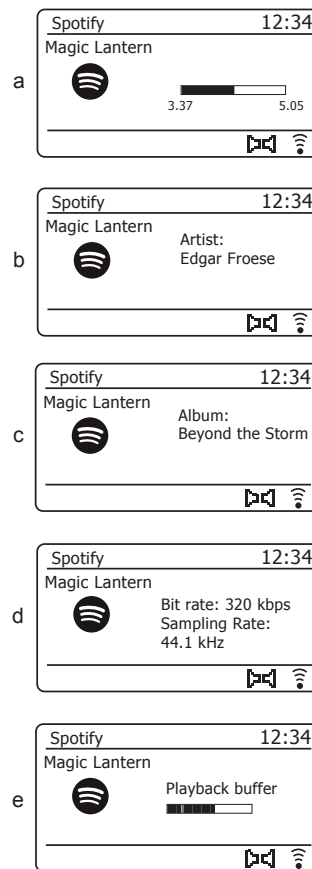 Spotify 12:34
Magic Lantern
a
3.37 5.05
Spotify 12:34
Magic Lantern
Artist:
b
Edgar Froese
Spotify 12:34
Magic Lantern
Album:
c
Beyond the Storm
Spotify 12:34
Magic Lantern
Bit rate: 320 kbps
d
Sampling Rate:
44.1 kHz
Spotify 12:34
Magic Lantern
Playback buffer
e